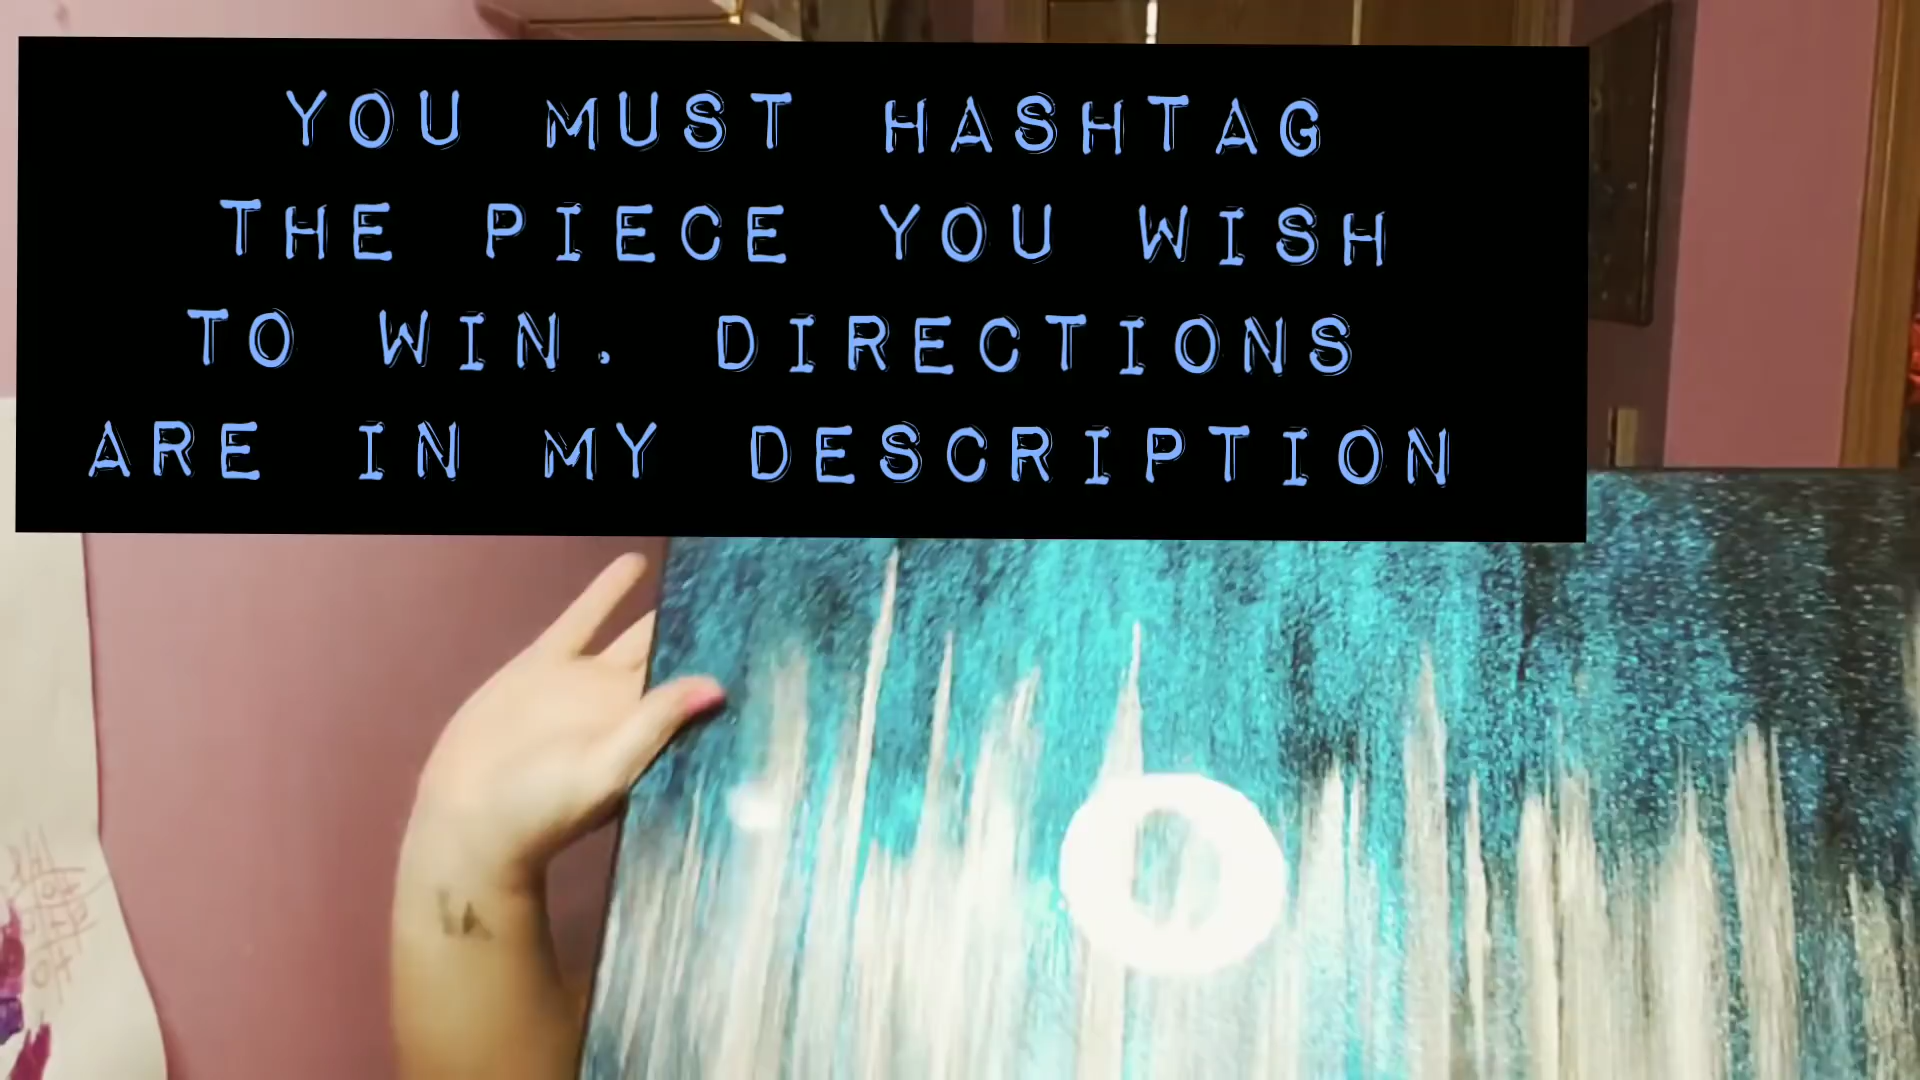 YOU MUST HASHTAG
THE PIECE YOU WISH
TO WIN. DIRECTIONS
ARE IN MY DESCRIPTION